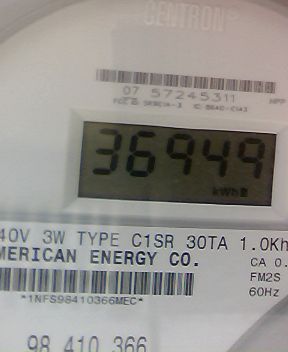 CENTRON®
07 57245311
36949
kWh
40V 3W TYPE C1SR 30TA 1.0Kh
MERICAN ENERGY CO.
CA 0.
FM2S
60Hz
*1NFS98410366MEC*
98 410 366